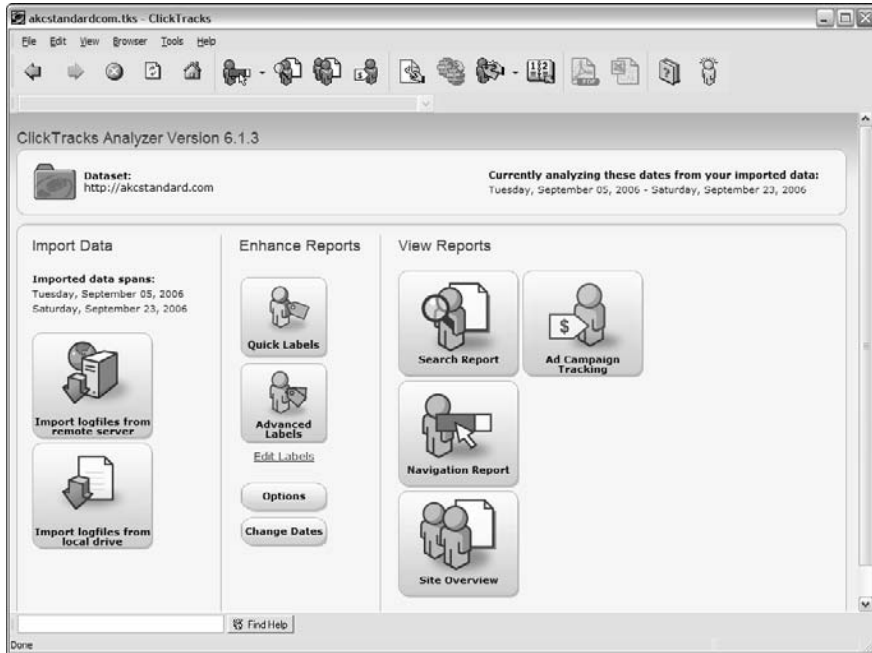 akcstandardcom.tks - ClickTracks
File Edit View Browser Tools Help
ClickTracks Analyzer Version 6.1.3
Dataset:
http://akcstandard.com
Currently analyzing these dates from your imported data:
Tuesday, September 05, 2006 - Saturday, September 23, 2006
Import Data
Imported data spans:
Tuesday, September 05, 2006
Saturday, September 23, 2006
Import logfiles from
remote server
Import logfiles from
local drive
Enhance Reports
Quick Labels
Advanced
Labels
Edit Labels
Options
Change Dates
View Reports
Search Report
$
Ad Campaign
Tracking
Navigation Report
Site Overview
Find Help
Done